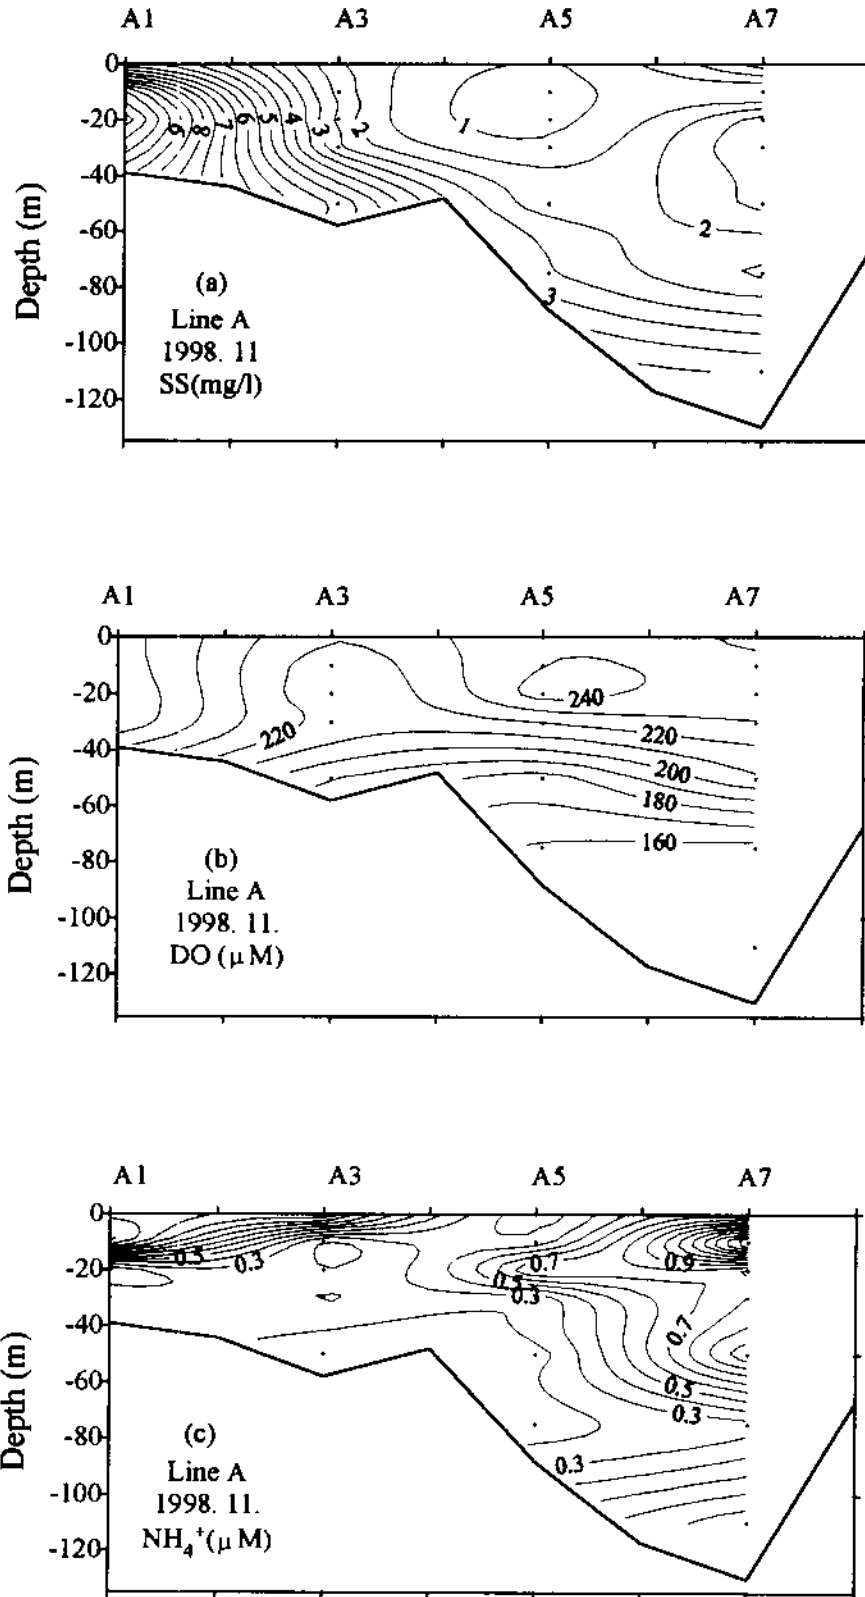 A1 A3 A5 A7
0
-20
-40
-60
-80
-100
-120
Depth (m)
9 8 7 6 5 4 3 2 1
2
3
(a)
Line A
1998. 11
SS(mg/l)
A1 A3 A5 A7
0
-20
-40
-60
-80
-100
-120
Depth (m)
220
240
220
200
180
160
(b)
Line A
1998. 11.
DO (μM)
A1 A3 A5 A7
0
-20
-40
-60
-80
-100
-120
Depth (m)
0.5 0.3 0.7 0.9
0.5
0.3
0.7
0.5
0.3
0.3
(c)
Line A
1998. 11.
NH₄⁺(μM)